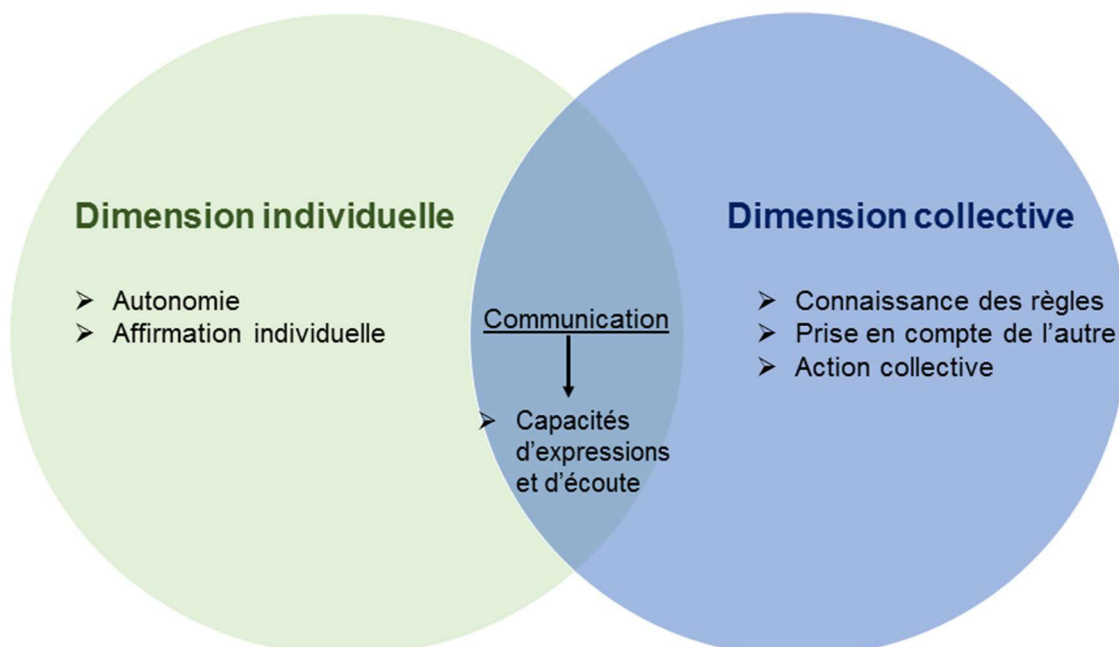 Dimension individuelle
➢ Autonomie
➢ Affirmation individuelle
Communication
➢ Capacités
d’expressions
et d’écoute
Dimension collective
➢ Connaissance des règles
➢ Prise en compte de l’autre
➢ Action collective